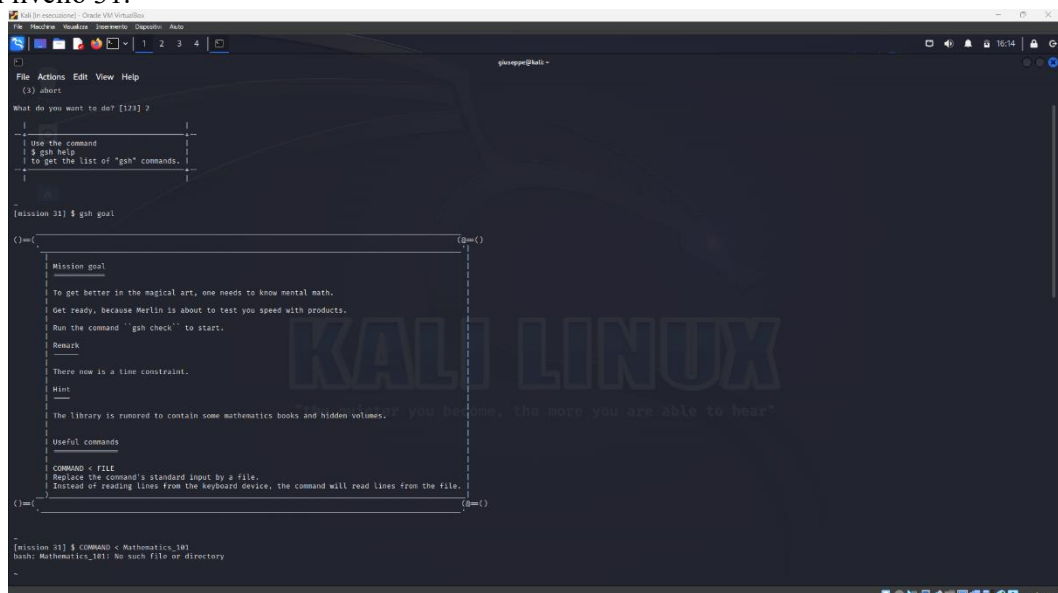 livello 31:
Kali [In esecuzione] - Oracle VM VirtualBox
File Macchina Visualizza Inserimento Dispositivi Aiuto
1 2 3 4
16:14
giuseppe@kali: ~
File Actions Edit View Help
(3) abort
What do you want to do? [123] 2
Use the command
$ gsh help
to get the list of "gsh" commands.
~
[mission 31] $ gsh goal
Mission goal
To get better in the magical art, one needs to know mental math.
Get ready, because Merlin is about to test you speed with products.
Run the command ``gsh check`` to start.
Remark
There now is a time constraint.
Hint
The library is rumored to contain some mathematics books and hidden volumes.
Useful commands
COMMAND < FILE
Replace the command's standard input by a file.
Instead of reading lines from the keyboard device, the command will read lines from the file.
KALI LINUX
you become, the more you are able to hear"
~
[mission 31] $ COMMAND < Mathematics_101
bash: Mathematics_101: No such file or directory
~